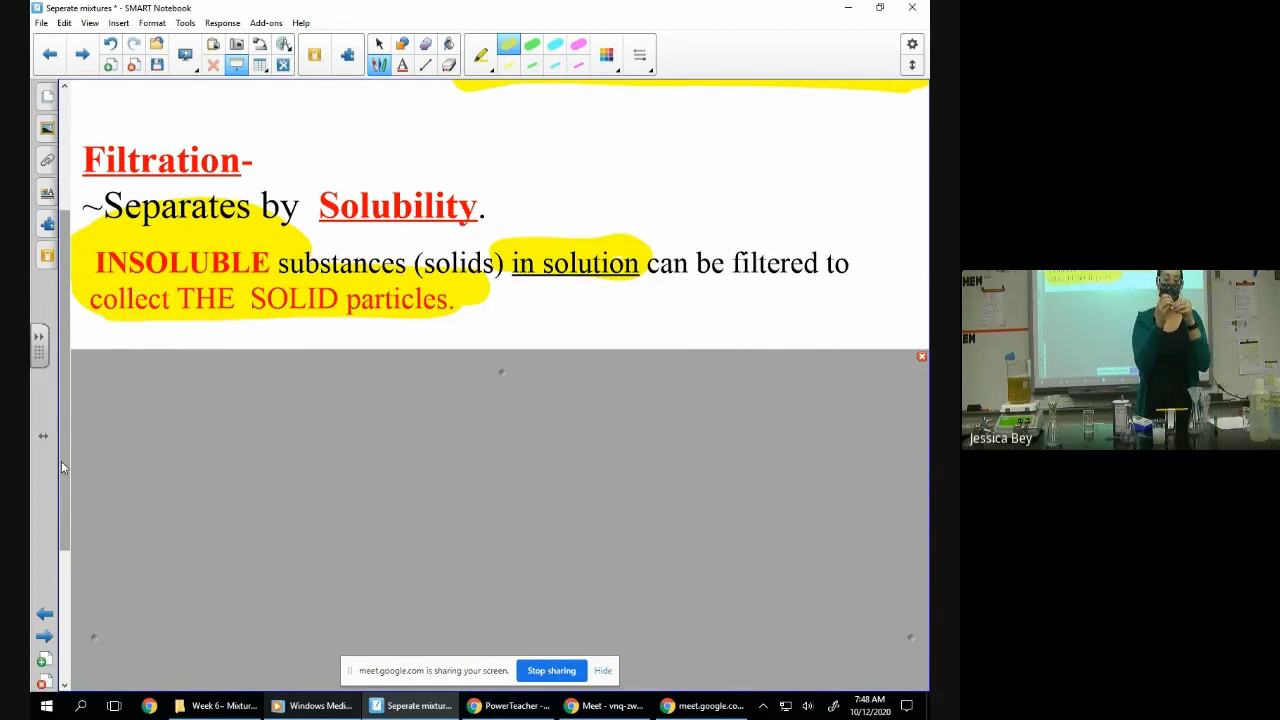 Seperate mixtures * - SMART Notebook
File Edit View Insert Format Tools Utilities Response Add-ons Help
Filtration-
~Separates by Solubility.
INSOLUBLE substances (solids) in solution can be filtered to
collect THE SOLID particles.
Jessica Bey
meet.google.com is sharing your screen. Stop sharing Hide
Week 6~ Mixtur... Windows Medi... Seperate mixtur... PowerTeacher -... Meet - vnq-zw... meet.google.co...
7:48 AM
10/12/2020